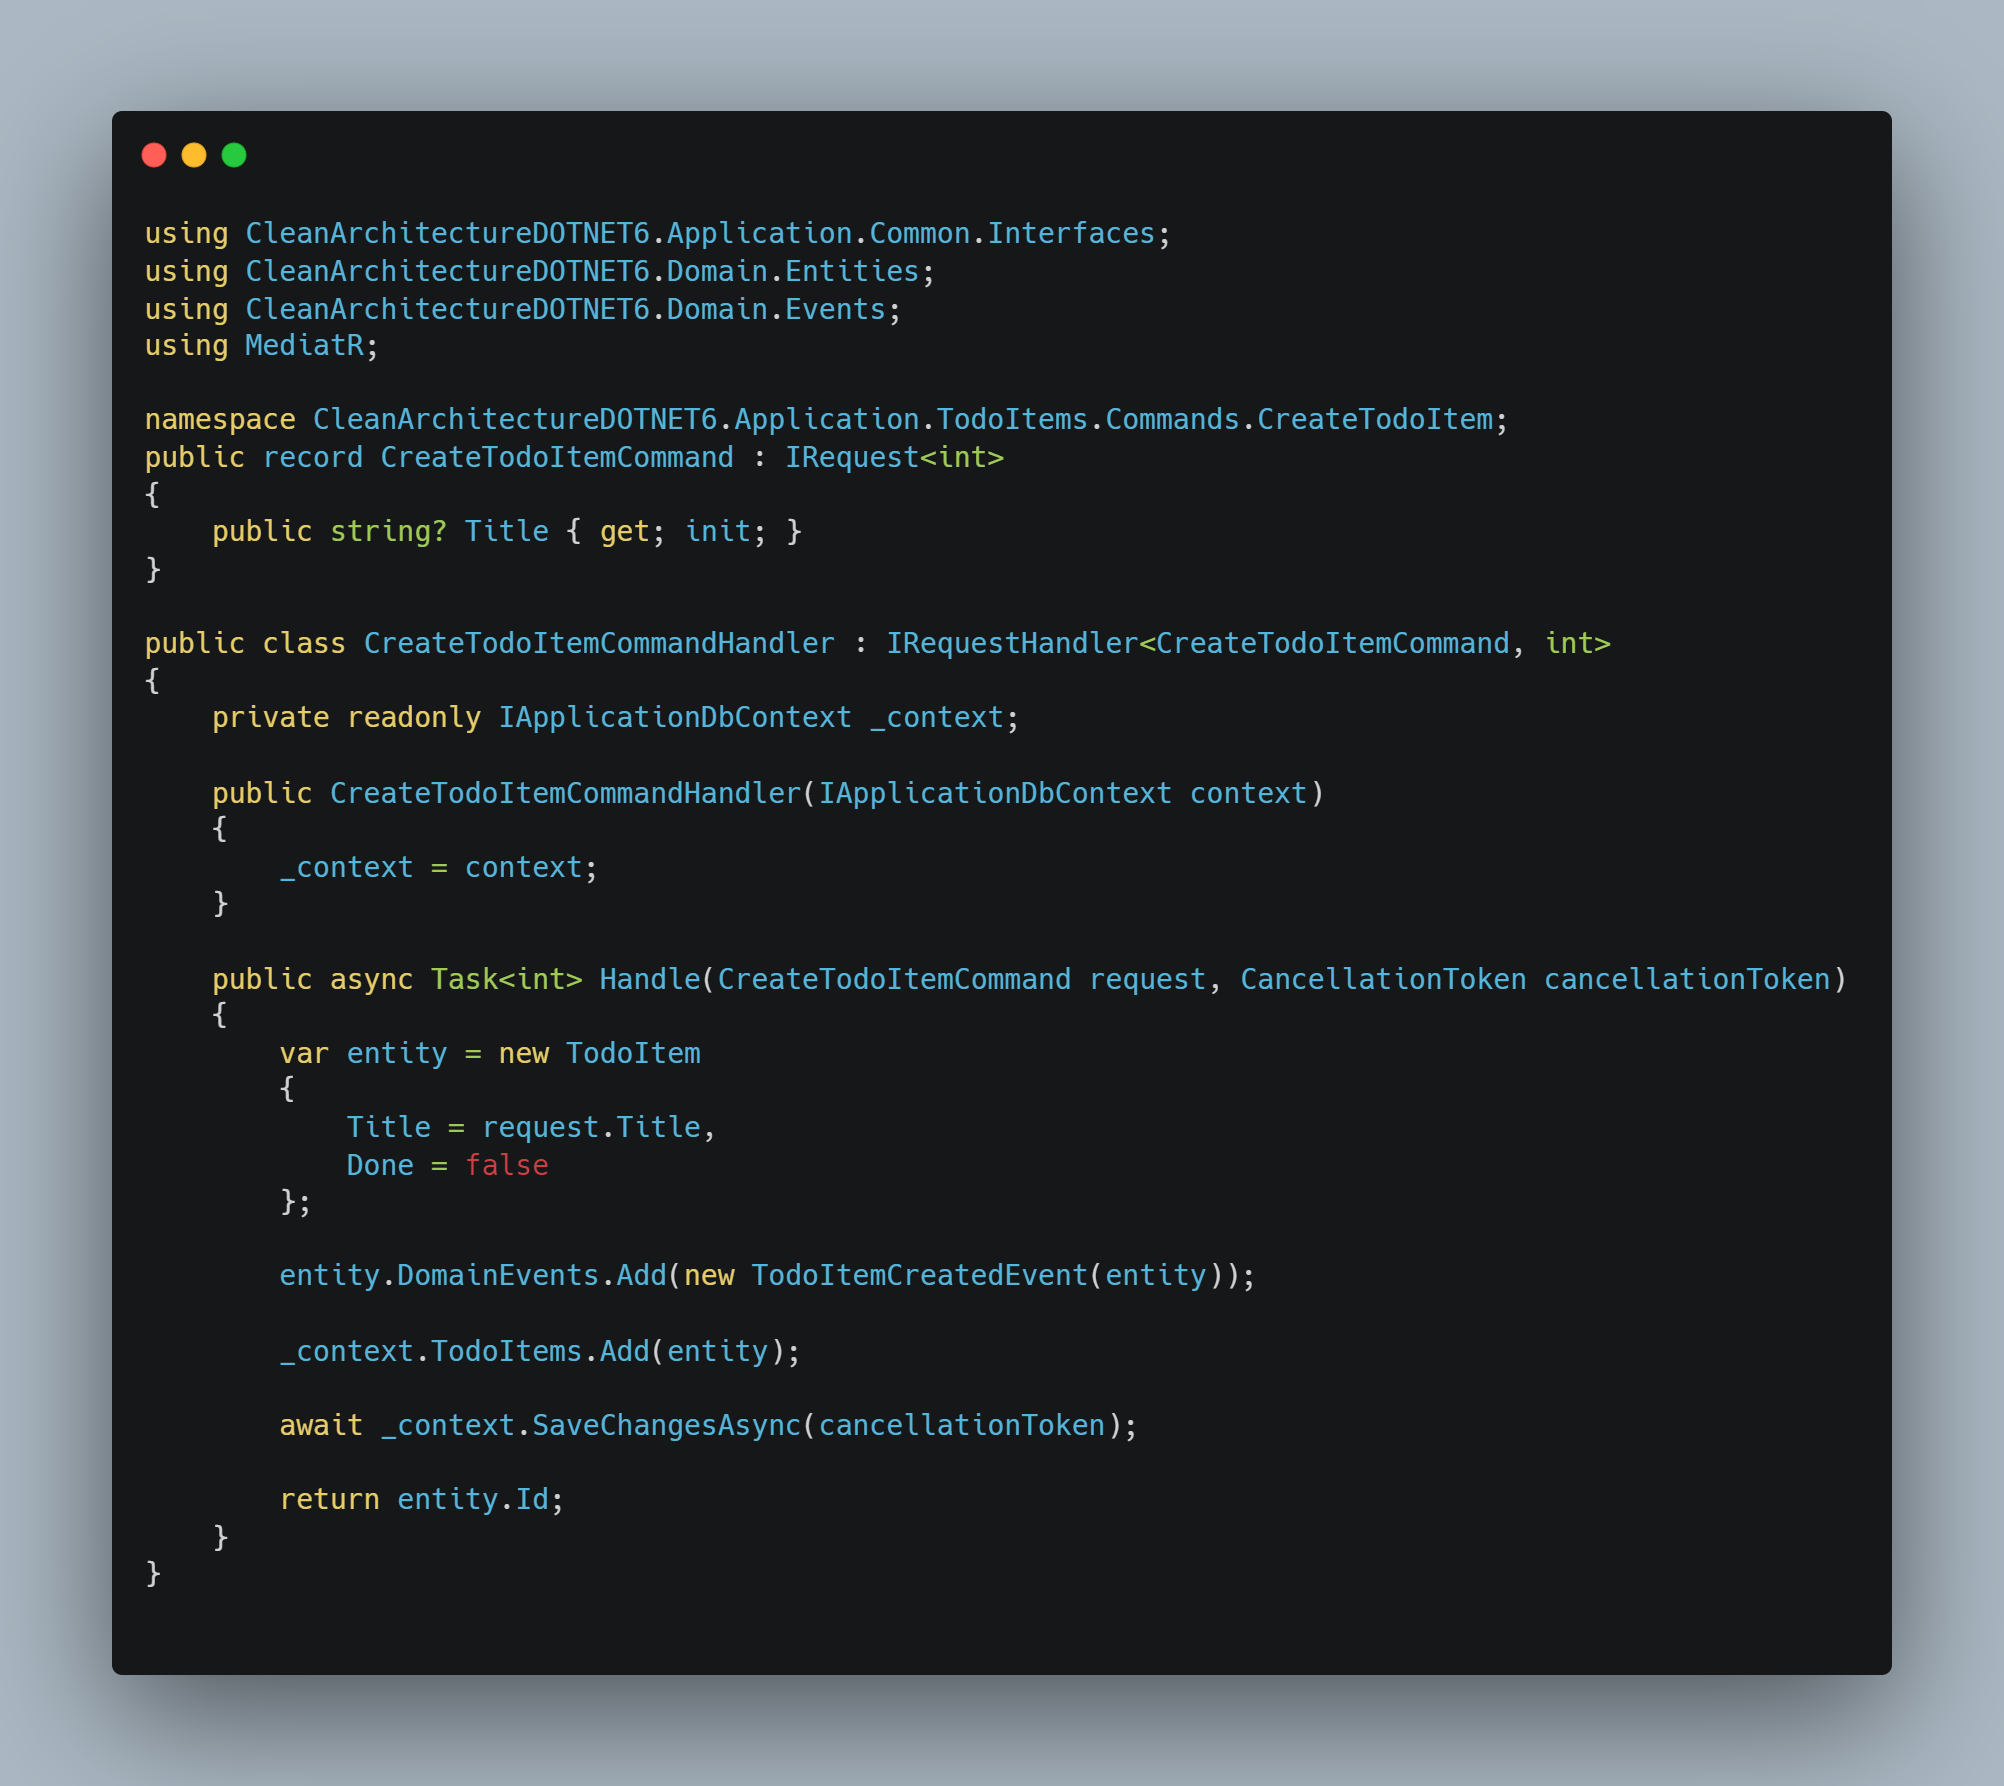 using CleanArchitectureDOTNET6.Application.Common.Interfaces;
using CleanArchitectureDOTNET6.Domain.Entities;
using CleanArchitectureDOTNET6.Domain.Events;
using MediatR;

namespace CleanArchitectureDOTNET6.Application.TodoItems.Commands.CreateTodoItem;
public record CreateTodoItemCommand : IRequest<int>
{
    public string? Title { get; init; }
}

public class CreateTodoItemCommandHandler : IRequestHandler<CreateTodoItemCommand, int>
{
    private readonly IApplicationDbContext _context;

    public CreateTodoItemCommandHandler(IApplicationDbContext context)
    {
        _context = context;
    }

    public async Task<int> Handle(CreateTodoItemCommand request, CancellationToken cancellationToken)
    {
        var entity = new TodoItem
        {
            Title = request.Title,
            Done = false
        };

        entity.DomainEvents.Add(new TodoItemCreatedEvent(entity));

        _context.TodoItems.Add(entity);

        await _context.SaveChangesAsync(cancellationToken);

        return entity.Id;
    }
}